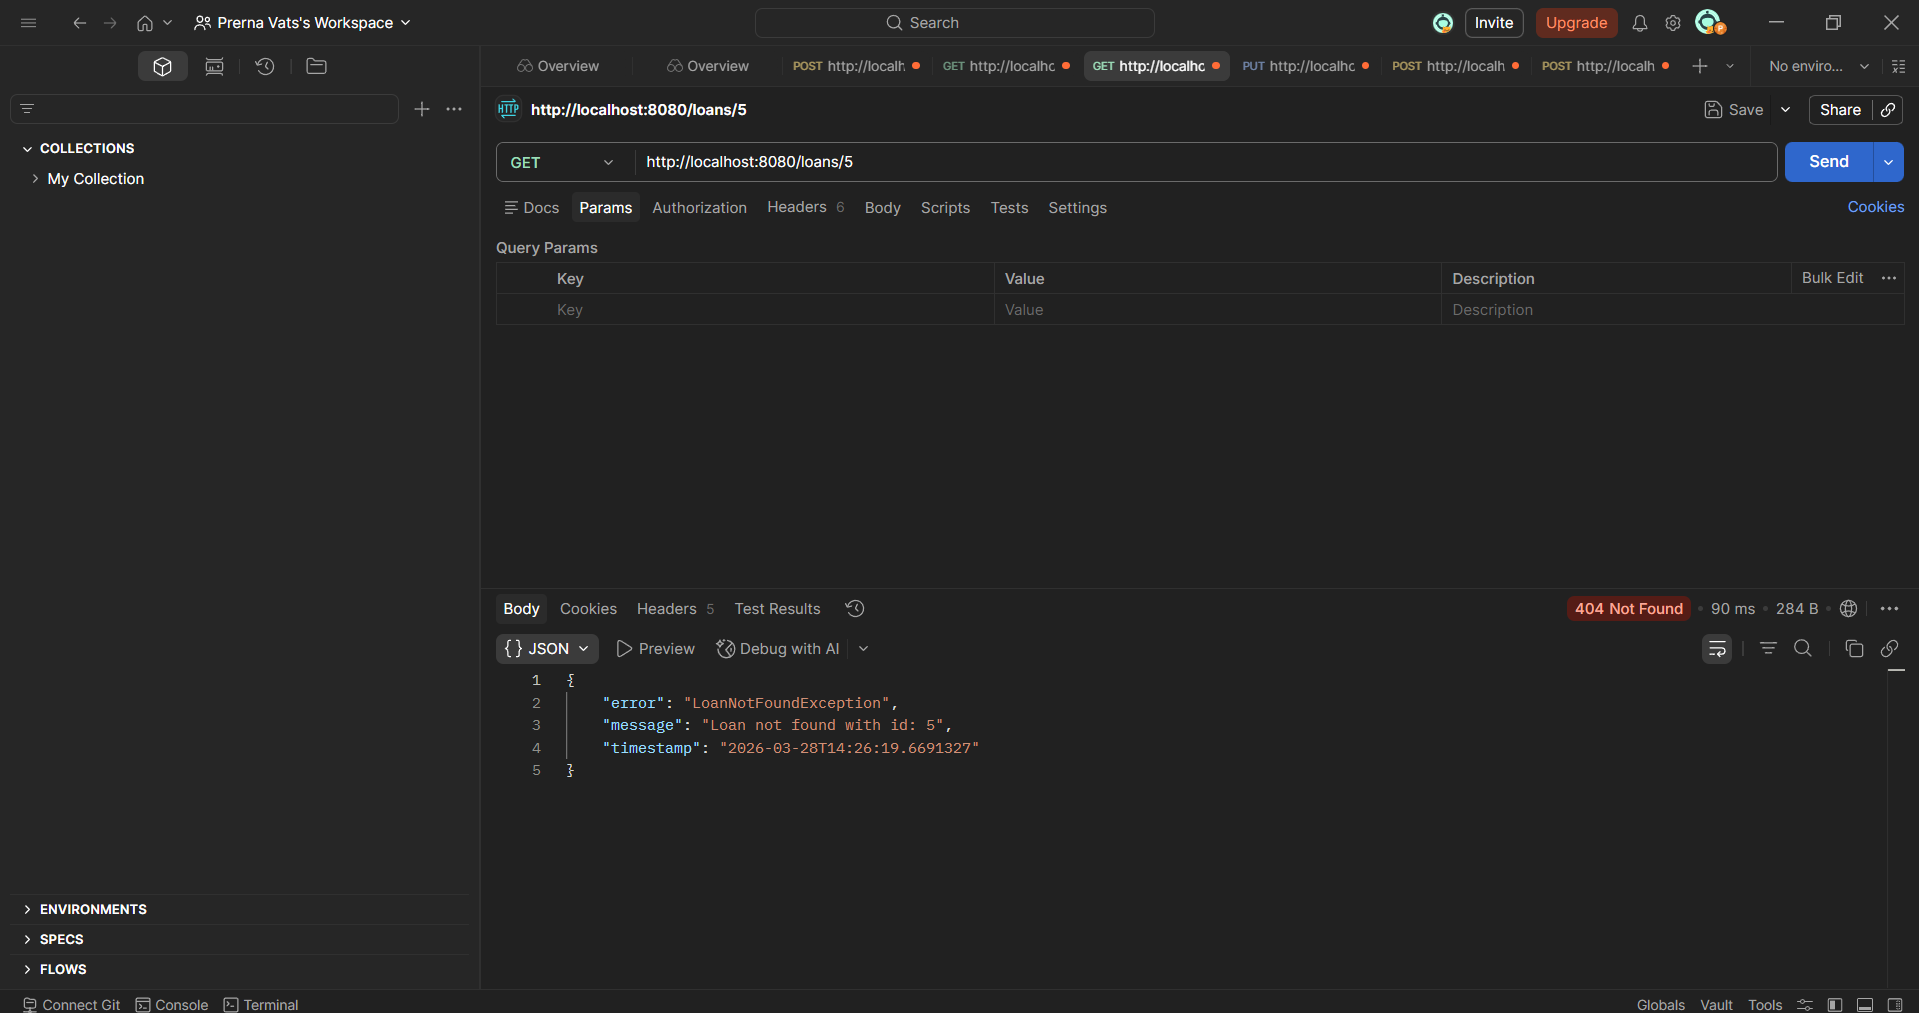 Prerna Vats's Workspace
Search
Invite
Upgrade
Overview
Overview
POST http://localh
GET http://localhc
GET http://localhc
PUT http://localhc
POST http://localh
POST http://localh
No enviro...
HTTP http://localhost:8080/loans/5
Save
Share
COLLECTIONS
My Collection
GET
http://localhost:8080/loans/5
Send
Docs
Params
Authorization
Headers 6
Body
Scripts
Tests
Settings
Cookies
Query Params
Key
Value
Description
Bulk Edit
Key
Value
Description
Body
Cookies
Headers 5
Test Results
404 Not Found
90 ms
284 B
{} JSON
Preview
Debug with AI
1 {
2 "error": "LoanNotFoundException",
3 "message": "Loan not found with id: 5",
4 "timestamp": "2026-03-28T14:26:19.6691327"
5 }
ENVIRONMENTS
SPECS
FLOWS
Connect Git
Console
Terminal
Globals
Vault
Tools